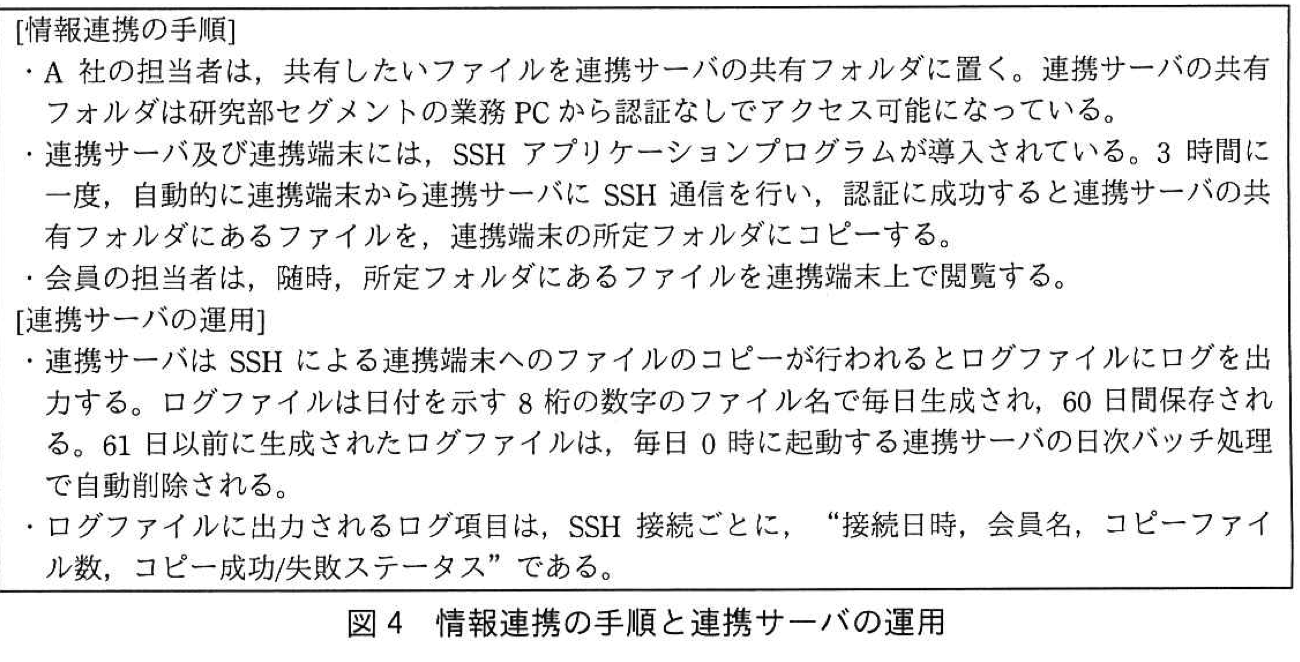 [情報連携の手順]
・A 社の担当者は，共有したいファイルを連携サーバの共有フォルダに置く。連携サーバの共有
フォルダは研究部セグメントの業務 PC から認証なしでアクセス可能になっている。
・連携サーバ及び連携端末には，SSH アプリケーションプログラムが導入されている。3 時間に
一度，自動的に連携端末から連携サーバに SSH 通信を行い，認証に成功すると連携サーバの共
有フォルダにあるファイルを，連携端末の所定フォルダにコピーする。
・会員の担当者は，随時，所定フォルダにあるファイルを連携端末上で閲覧する。
[連携サーバの運用]
・連携サーバは SSH による連携端末へのファイルのコピーが行われるとログファイルにログを出
力する。ログファイルは日付を示す 8 桁の数字のファイル名で毎日生成され，60 日間保存され
る。61 日以前に生成されたログファイルは，毎日 0 時に起動する連携サーバの日次バッチ処理
で自動削除される。
・ログファイルに出力されるログ項目は，SSH 接続ごとに，“接続日時，会員名，コピーファイ
ル数，コピー成功/失敗ステータス”である。
図 4　情報連携の手順と連携サーバの運用